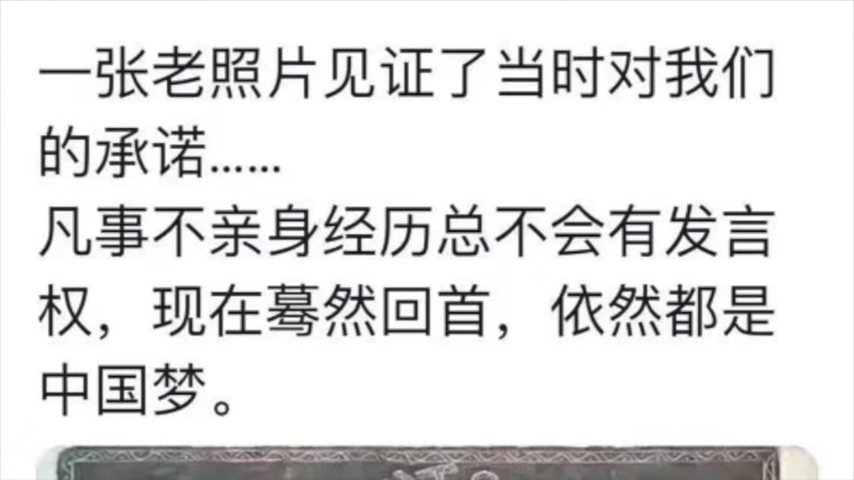 一张老照片见证了当时对我们
的承诺……
凡事不亲身经历总不会有发言
权，现在蓦然回首，依然都是
中国梦。